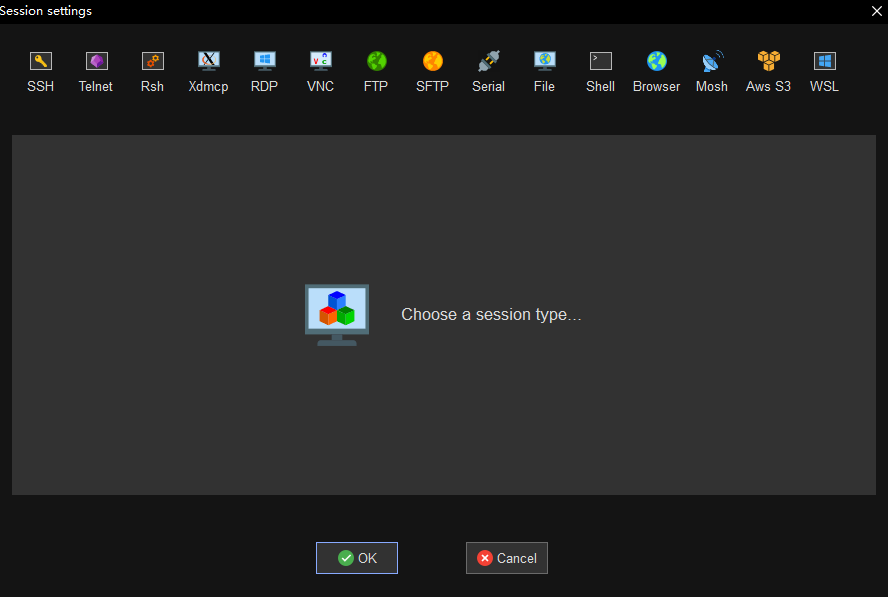 Session settings
SSH Telnet Rsh Xdmcp RDP VNC FTP SFTP Serial File Shell Browser Mosh Aws S3 WSL
Choose a session type...
OK Cancel